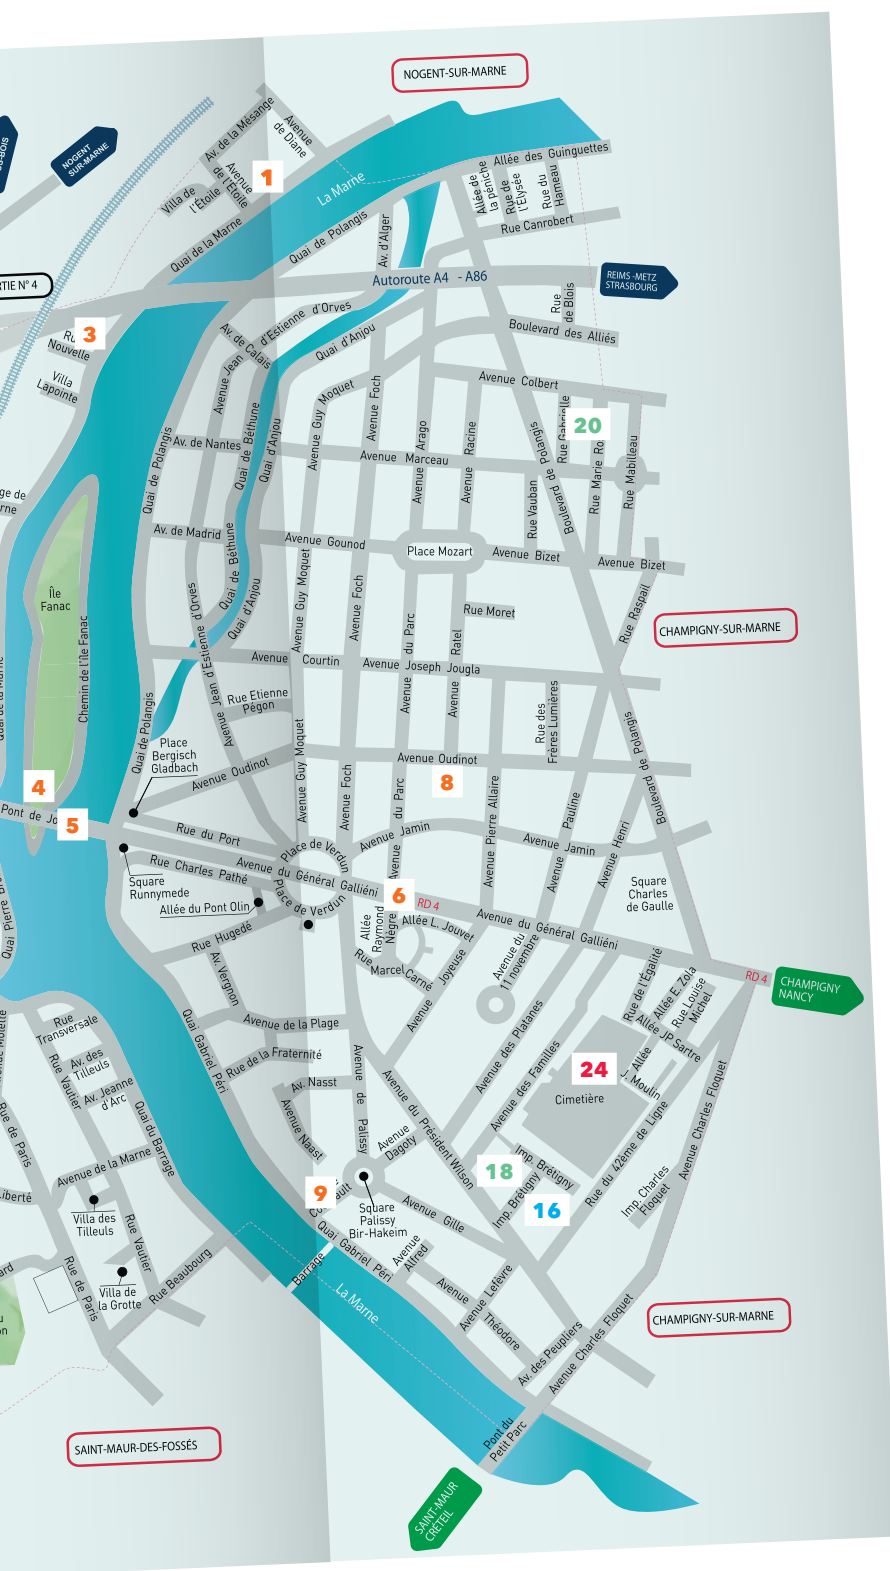 NOGENT-SUR-MARNE
NOGENT
SUR-MARNE
Av. de la Mésange
Avenue
de Diane
Avenue
de l'Étoile
Villa de
l'Étoile
1
La Marne
Quai de la Marne
Quai de Polangis
Av. d'Alger
Allée des Guinguettes
Allée de
la péniche
Rue de
l'Elysée
Rue du
Hameau
Rue Canrobert
Autoroute A4 - A86
REIMS -METZ
STRASBOURG
RTIE N° 4
Rue
de Blois
Boulevard des Alliés
3
Nouvelle
Villa
Lapointe
Av. de Calais
Avenue Jean d'Estienne d'Orves
Quai d'Anjou
Avenue Colbert
Avenue Guy Moquet
Avenue Foch
Avenue Arago
Avenue Racine
Boulevard de Polangis
Rue Gabrielle
20
Rue Marie Ro
Rue Mabilleau
Quai de Polangis
Av. de Nantes
Quai de Béthune
Quai d'Anjou
Avenue Marceau
Rue Vauban
ge de
rne
Av. de Madrid
Avenue Gounod
Place Mozart
Avenue Bizet
Avenue Bizet
Île
Fanac
Chemin de l'île Fanac
Quai de Béthune
Quai d'Anjou
Avenue Guy Moquet
Avenue Foch
Avenue du Parc
Avenue Ratel
Rue Moret
Rue Raspail
CHAMPIGNY-SUR-MARNE
Avenue Jean d'Estienne d'Orves
Avenue Courtin
Avenue Joseph Jougla
Rue Etienne
Pégon
Rue des
Frères Lumières
Boulevard de Polangis
Quai de Polangis
Place
Bergisch
Gladbach
Avenue Oudinot
Avenue Guy Moquet
Avenue Foch
Avenue Oudinot
8
Avenue du Parc
Avenue Pierre Allaire
Avenue Pauline
Avenue Henri
4
Pont de Jo
5
Rue du Port
Place de Verdun
Avenue Jamin
Avenue Jamin
Rue Charles Pathé
Avenue du Général Galliéni
Place de Verdun
Square
Runnymede
Allée du Pont Olin
6
RD 4
Square
Charles
de Gaulle
Quai Pierre
Rue Hugedé
Allée
Raymond
Nègre
Allée L. Jouvet
Avenue du Général Galliéni
Rue
Marcel
Carné
Avenue Joyeuse
Avenue du
11 novembre
RD 4
CHAMPIGNY
NANCY
Av. Vergnon
Rue de l'Égalité
Allée E. Zola
Rue Louise
Michel
Allée JP Sartre
Allée
J. Moulin
Rue
Transversale
Rue Vautier
Av. des
Tilleuls
Av. Jeanne
d'Arc
Quai Gabriel Péri
Avenue de la Plage
Rue de la Fraternité
Avenue de Palissy
Av. Nasst
Avenue Naast
Avenue des Platanes
Avenue des Familles
24
Cimetière
Avenue Charles Floquet
Rue de Paris
Quai du Barrage
Avenue du Président Wilson
Avenue
Dagoty
Avenue de la Marne
Liberté
18
Imp. Brétigny
Imp. Brétigny
16
Rue du 42ème de Ligne
Imp. Charles
Floquet
9
Square
Palissy
Bir-Hakeim
Avenue Gille
Villa des
Tilleuls
Rue Vautier
Quai Gabriel Péri
Avenue
Alfred
Barrage
La Marne
Villa de
la Grotte
Rue Beaubourg
Rue de Paris
Avenue Théodore
Avenue Lefèvre
Av. des Peupliers
Avenue Charles Floquet
CHAMPIGNY-SUR-MARNE
SAINT-MAUR-DES-FOSSÉS
Pont du
Petit Parc
SAINT-MAUR
CRÉTEIL